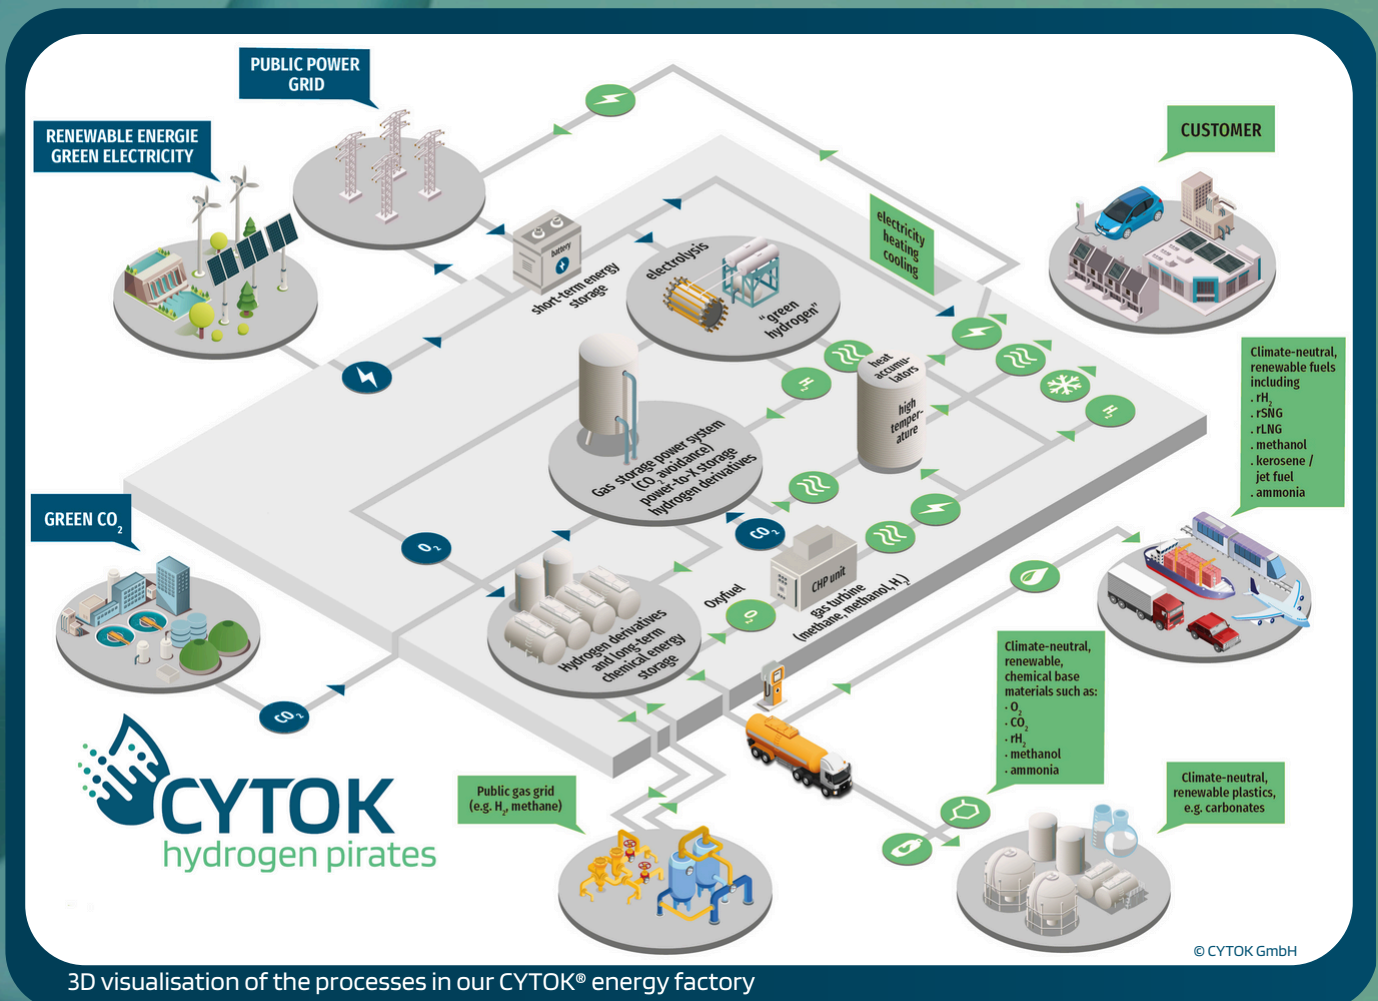 PUBLIC POWER
GRID
RENEWABLE ENERGIE
GREEN ELECTRICITY
CUSTOMER
electricity
heating
cooling
battery
short-term energy
storage
electrolysis
"green
hydrogen"
H₂
heat
accumu-
lators
high
temper-
ature
H₂
Climate-neutral,
renewable fuels
including
. rH₂
. rSNG
. rLNG
. methanol
. kerosene /
jet fuel
. ammonia
Gas storage power system
(CO₂ avoidance)
power-to-X storage
hydrogen derivatives
GREEN CO₂
O₂
CO₂
CHP unit
gas turbine
(methane, methanol, H₂)
Oxyfuel
O₂
Hydrogen derivatives
and long-term
chemical energy
storage
CO₂
Climate-neutral,
renewable,
chemical base
materials such as:
· O₂
· CO₂
· rH₂
· methanol
· ammonia
Public gas grid
(e.g. H₂, methane)
Climate-neutral,
renewable plastics,
e.g. carbonates
CYTOK
hydrogen pirates
© CYTOK GmbH
3D visualisation of the processes in our CYTOK® energy factory